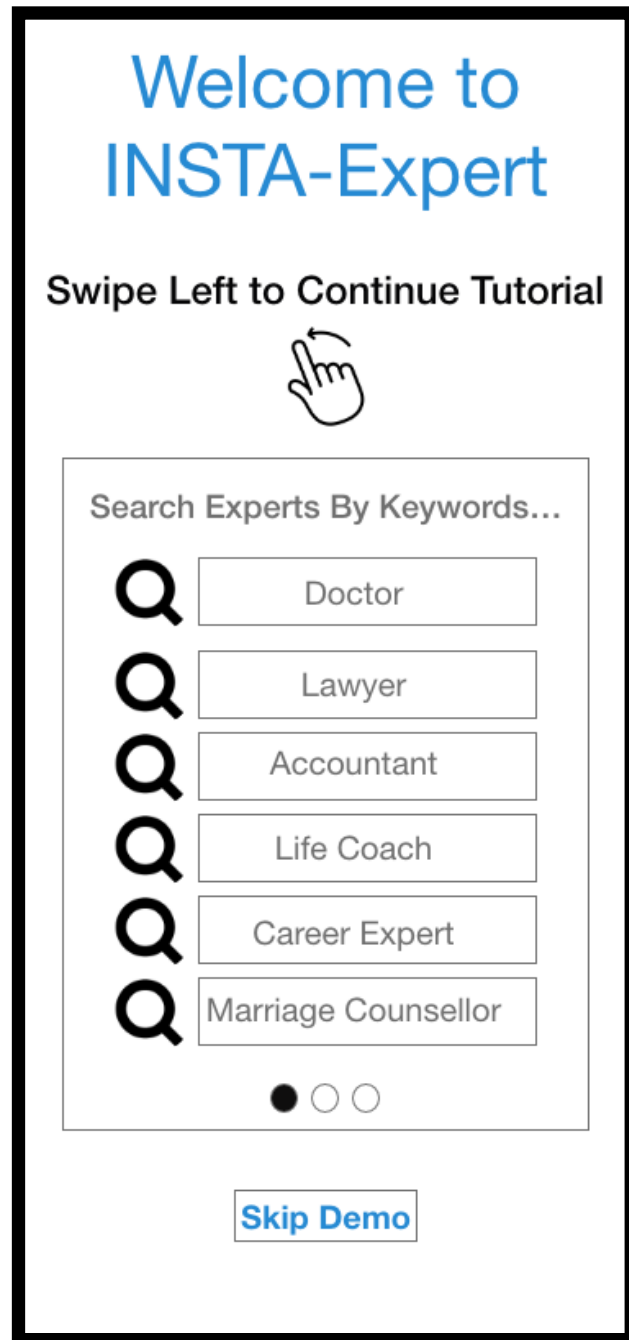 Welcome to
INSTA-Expert
Swipe Left to Continue Tutorial
Search Experts By Keywords...
Doctor
Lawyer
Accountant
Life Coach
Career Expert
Marriage Counsellor
Skip Demo